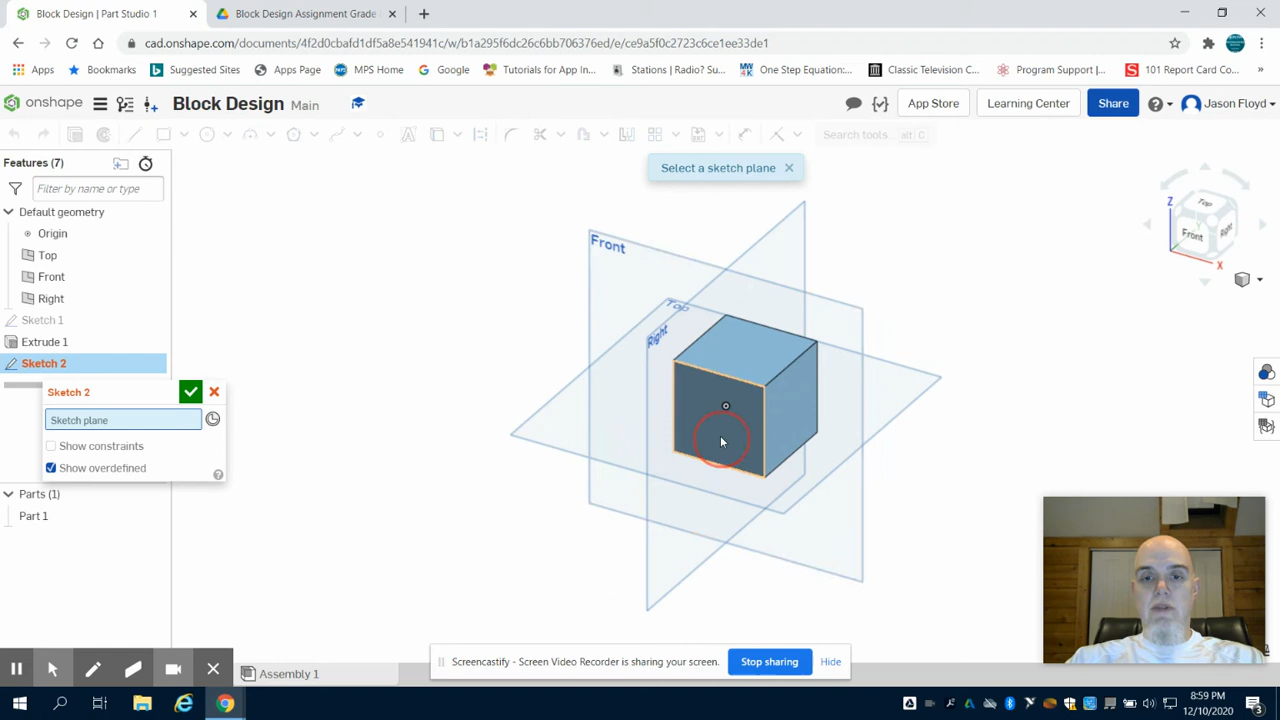 Block Design | Part Studio 1
Block Design Assignment Grade
cad.onshape.com/documents/4f2d0cbafd1df5a8e541941c/w/b1a295f6dc26c6bb706376ed/e/ce9a5f0c2723c6ce1ee33de1
Apps
Bookmarks
Suggested Sites
Apps Page
Google
Tutorials for App In...
Stations | Radio? Su...
One Step Equation:...
Classic Television C...
Program Support |...
101 Report Card Co...
onshape
Block Design
Main
App Store
Learning Center
Share
Jason Floyd
Search tools...
alt C
Features (7)
Filter by name or type
Select a sketch plane
Default geometry
Origin
Top
Front
Right
Sketch 1
Extrude 1
Sketch 2
Sketch 2
Sketch plane
Show constraints
Show overdefined
Parts (1)
Part 1
Front
Top
Right
Top
Front
Right
Z
X
Screencastify - Screen Video Recorder is sharing your screen.
Stop sharing
Hide
Assembly 1
8:59 PM
12/10/2020
3